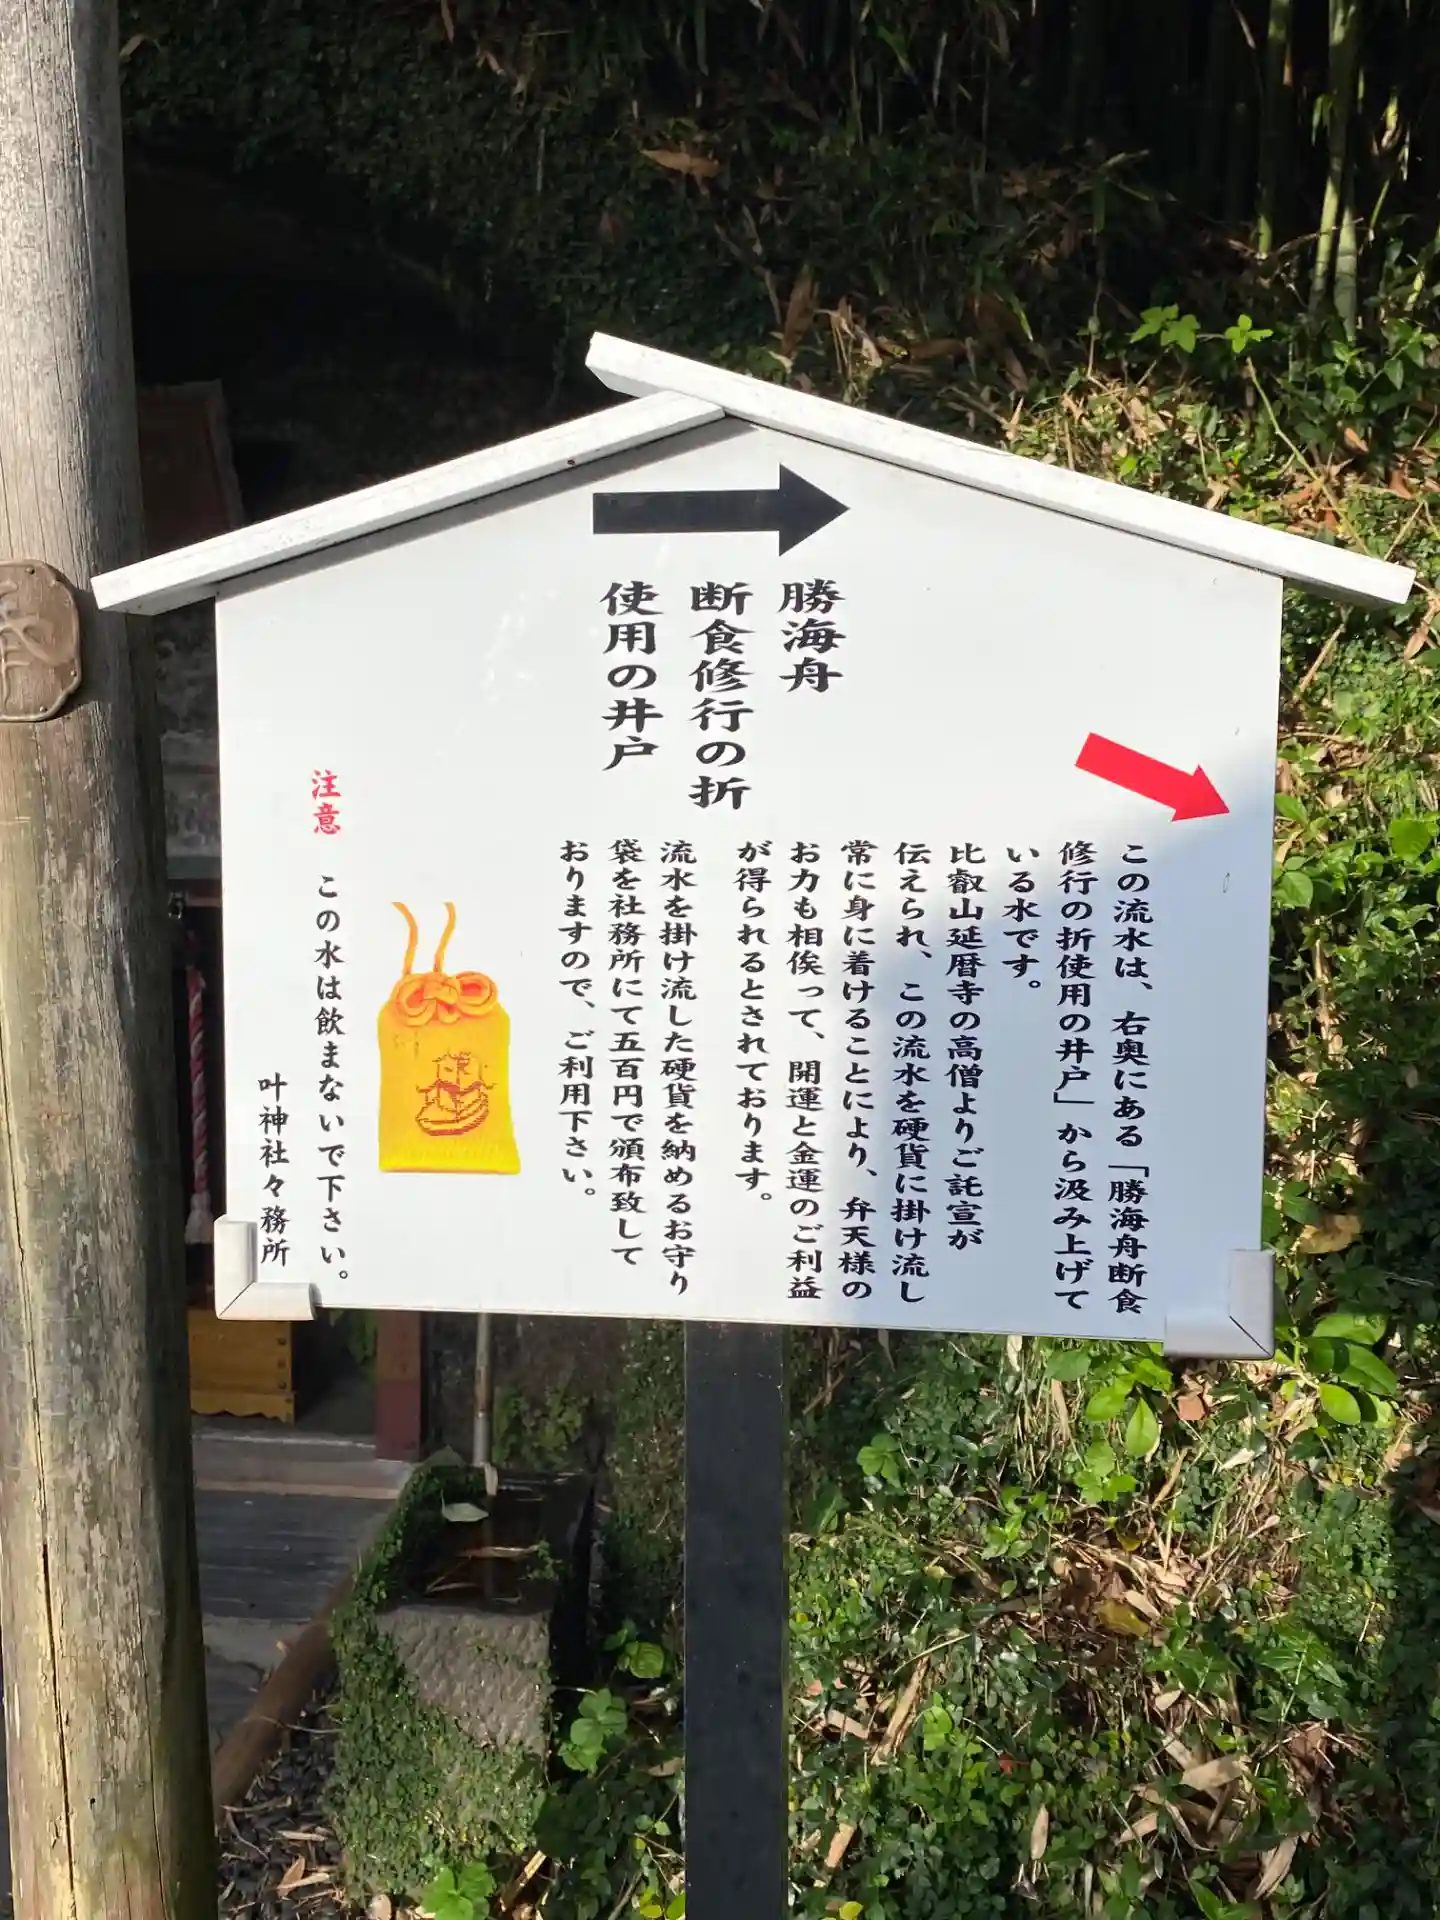 勝海舟
断食修行の折
使用の井戸
この流水は、右奥にある「勝海舟断食
修行の折使用の井戸」から汲み上げて
いる水です。
比叡山延暦寺の高僧よりご託宣が
伝えられ、この流水を硬貨に掛け流し
常に身に着けることにより、弁天様の
お力も相俟って、開運と金運のご利益
が得られるとされております。
流水を掛け流した硬貨を納めるお守り
袋を社務所にて五百円で頒布致して
おりますので、ご利用下さい。
注意 この水は飲まないで下さい。
叶神社々務所